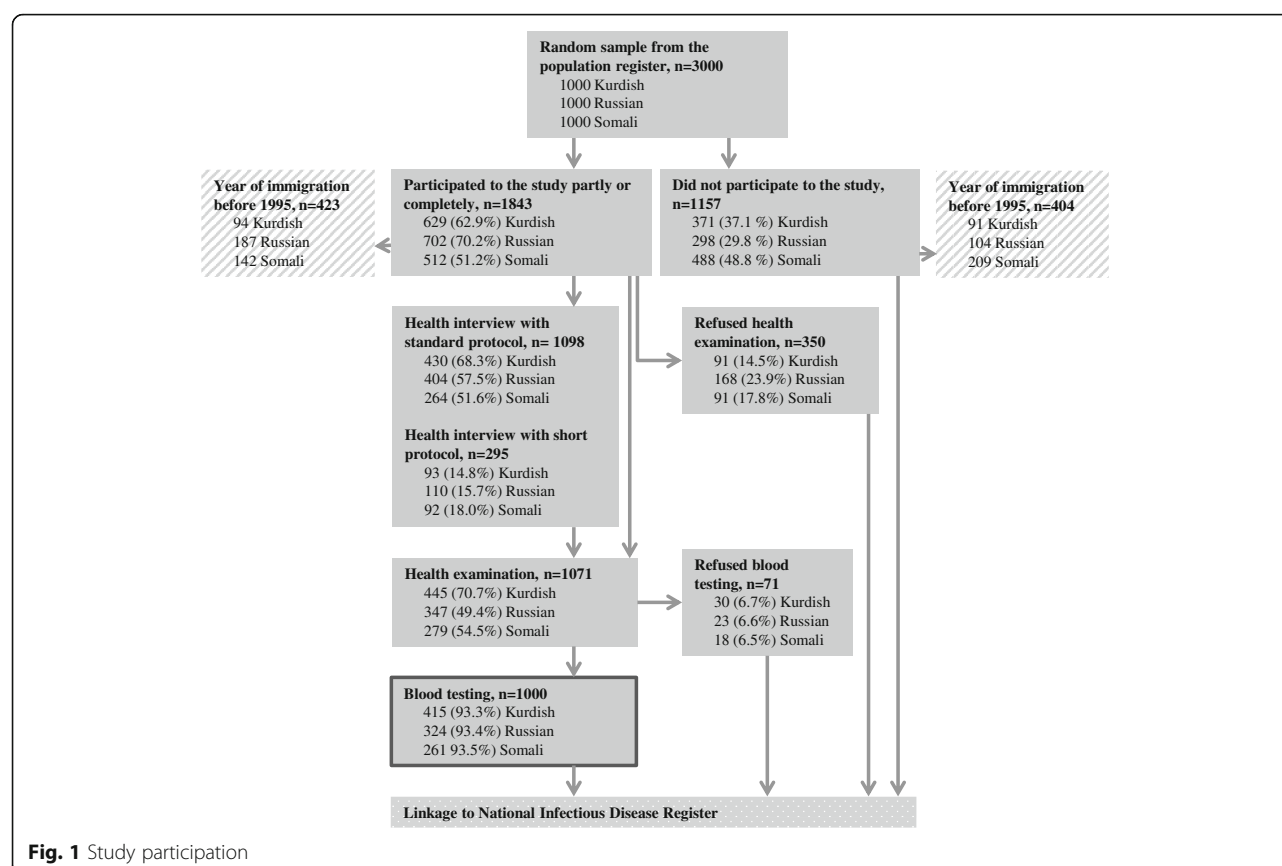 Random sample from the
population register, n=3000
1000 Kurdish
1000 Russian
1000 Somali
Year of immigration
before 1995, n=423
94 Kurdish
187 Russian
142 Somali
Participated to the study partly or
completely, n=1843
629 (62.9%) Kurdish
702 (70.2%) Russian
512 (51.2%) Somali
Did not participate to the study,
n=1157
371 (37.1 %) Kurdish
298 (29.8 %) Russian
488 (48.8 %) Somali
Year of immigration
before 1995, n=404
91 Kurdish
104 Russian
209 Somali
Health interview with
standard protocol, n= 1098
430 (68.3%) Kurdish
404 (57.5%) Russian
264 (51.6%) Somali
Health interview with short
protocol, n=295
93 (14.8%) Kurdish
110 (15.7%) Russian
92 (18.0%) Somali
Refused health
examination, n=350
91 (14.5%) Kurdish
168 (23.9%) Russian
91 (17.8%) Somali
Health examination, n=1071
445 (70.7%) Kurdish
347 (49.4%) Russian
279 (54.5%) Somali
Refused blood
testing, n=71
30 (6.7%) Kurdish
23 (6.6%) Russian
18 (6.5%) Somali
Blood testing, n=1000
415 (93.3%) Kurdish
324 (93.4%) Russian
261 93.5%) Somali
Linkage to National Infectious Disease Register
Fig. 1 Study participation